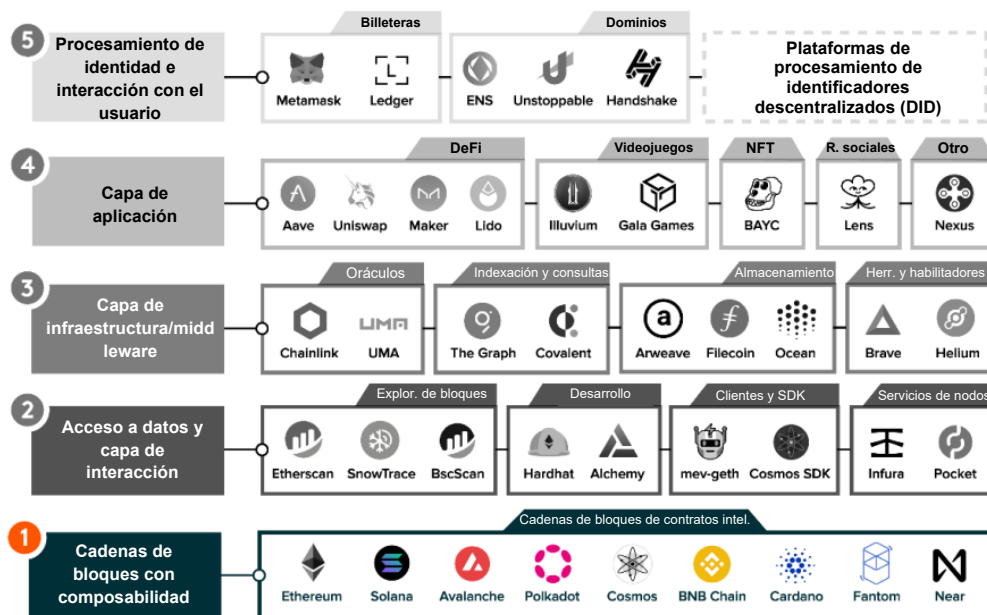 5
Procesamiento de
identidad e
interacción con el
usuario
Billeteras
Metamask
Ledger
Dominios
ENS
Unstoppable
Handshake
Plataformas de
procesamiento de
identificadores
descentralizados (DID)
4
Capa de
aplicación
DeFi
Aave
Uniswap
Maker
Lido
Videojuegos
Illuvium
Gala Games
NFT
BAYC
R. sociales
Lens
Otro
Nexus
3
Capa de
infraestructura/midd
leware
Oráculos
Chainlink
UMA
UMA
Indexación y consultas
The Graph
Covalent
Almacenamiento
a
Arweave
Filecoin
Ocean
Herr. y habilitadores
Brave
Helium
2
Acceso a datos y
capa de
interacción
Explor. de bloques
Etherscan
SnowTrace
BscScan
Desarrollo
Hardhat
Alchemy
Clientes y SDK
mev-geth
Cosmos SDK
Servicios de nodos
Infura
Pocket
1
Cadenas de
bloques con
composabilidad
Cadenas de bloques de contratos intel.
Ethereum
Solana
Avalanche
Polkadot
Cosmos
BNB Chain
Cardano
Fantom
Near